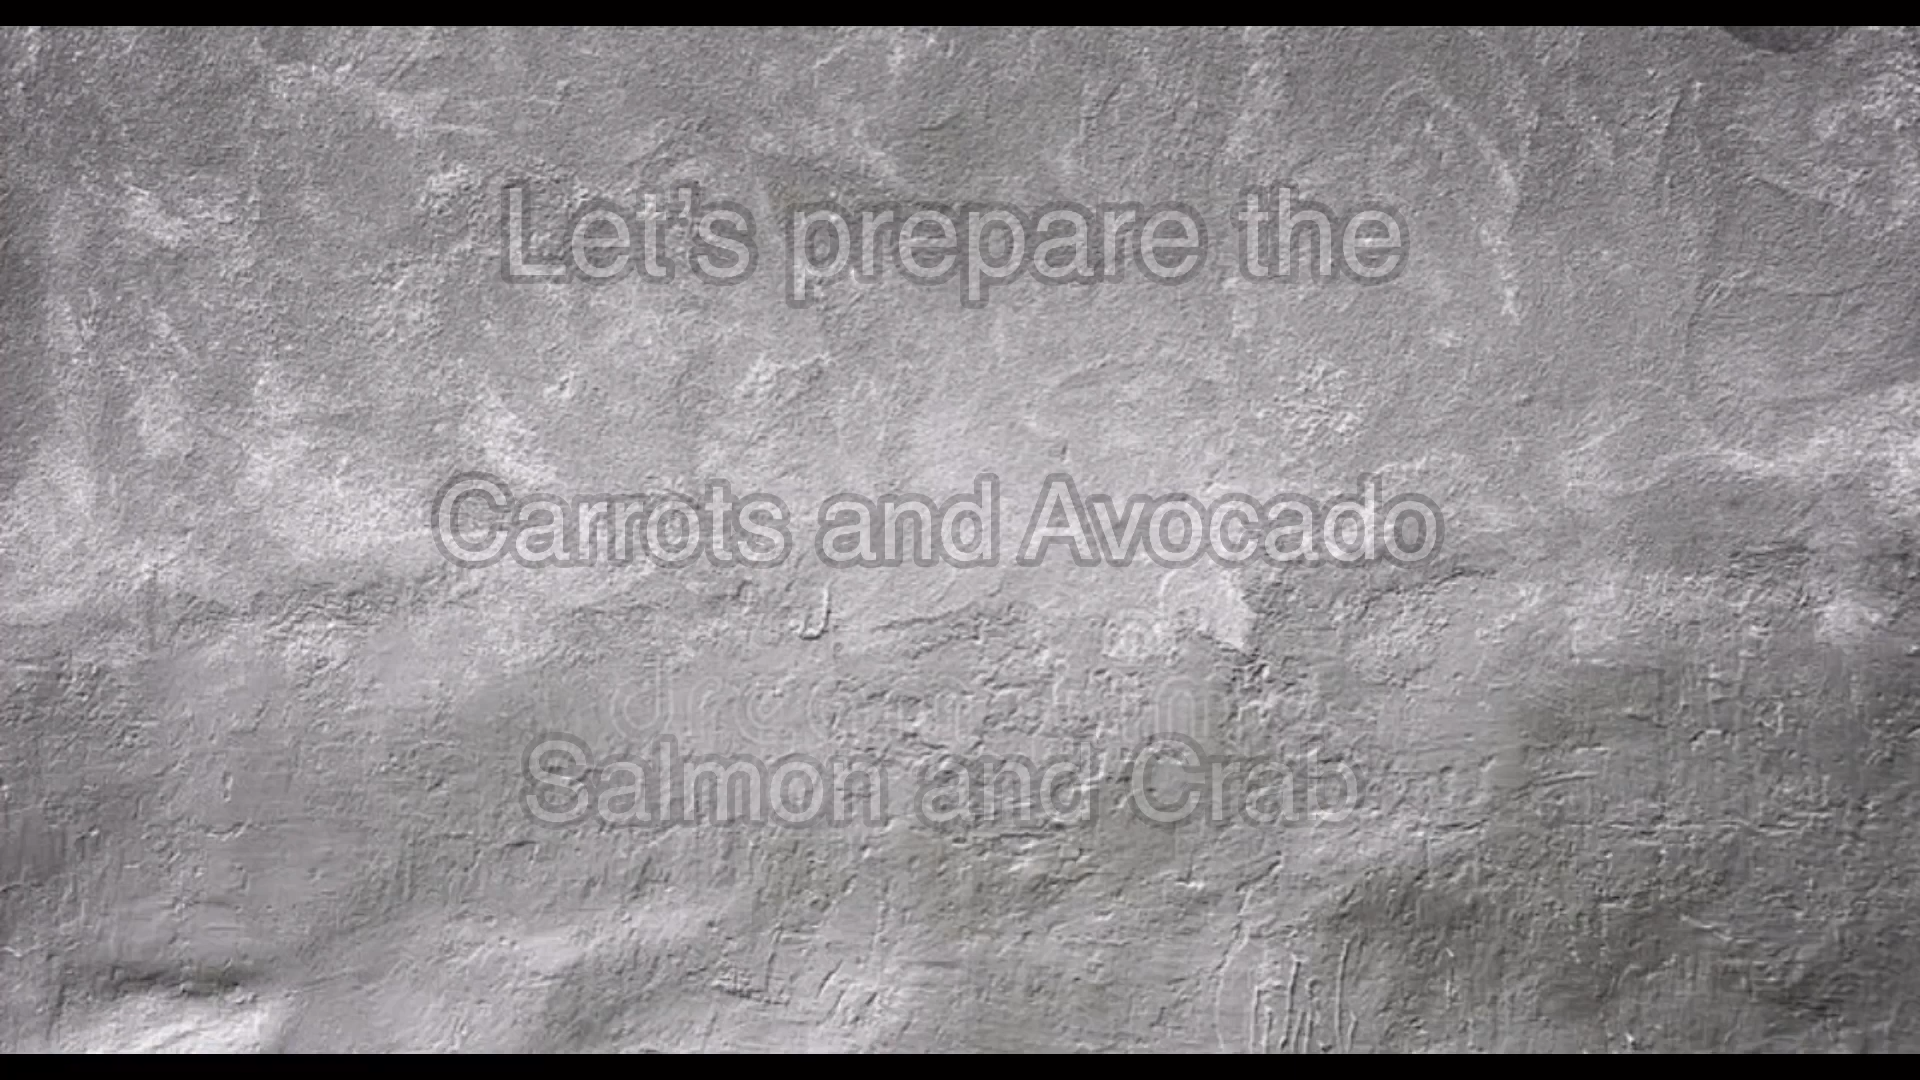 Let's prepare the
Carrots and Avocado
Salmon and Crab